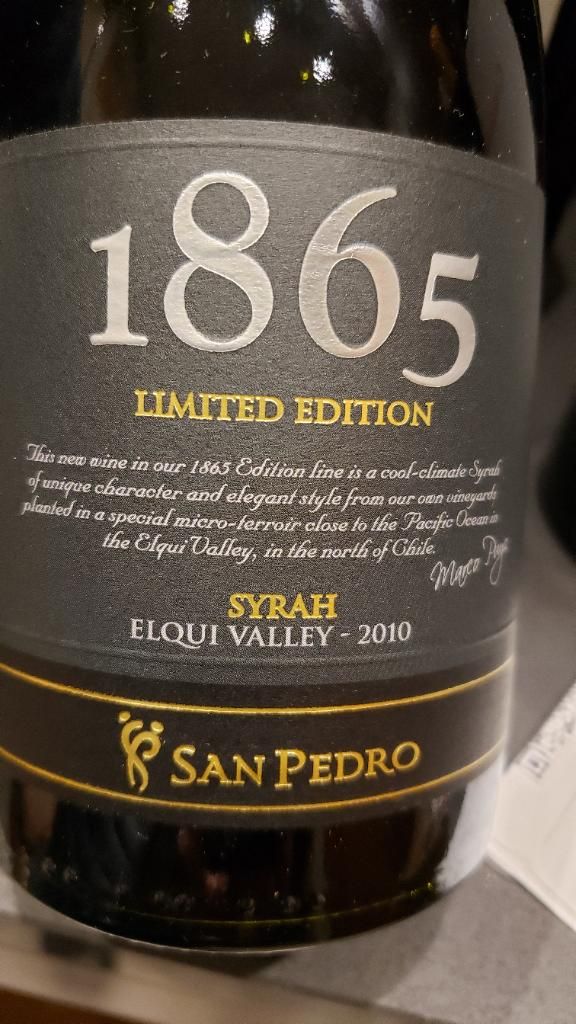 1865
LIMITED EDITION
This new wine in our 1865 Edition line is a cool-climate Syrah
of unique character and elegant style from our own vineyards
planted in a special micro-terroir close to the Pacific Ocean in
the Elqui Valley, in the north of Chile.
Marco
SYRAH
ELQUI VALLEY - 2010
SAN PEDRO